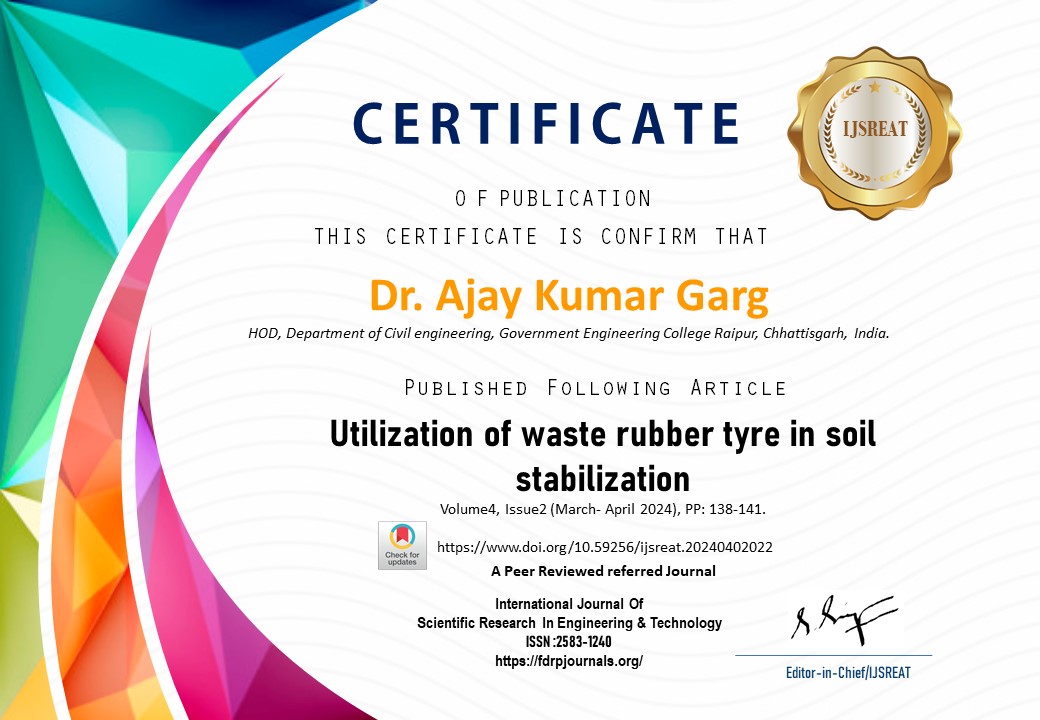 CERTIFICATE
IJSREAT
OF PUBLICATION
THIS CERTIFICATE IS CONFIRM THAT
Dr. Ajay Kumar Garg
HOD, Department of Civil engineering, Government Engineering College Raipur, Chhattisgarh, India.
Published Following Article
Utilization of waste rubber tyre in soil
stabilization
Volume4, Issue2 (March- April 2024), PP: 138-141.
Check for
updates
https://www.doi.org/10.59256/ijsreat.20240402022
A Peer Reviewed referred Journal
International Journal Of
Scientific Research In Engineering & Technology
ISSN :2583-1240
https://fdrpjournals.org/
Editor-in-Chief/IJSREAT